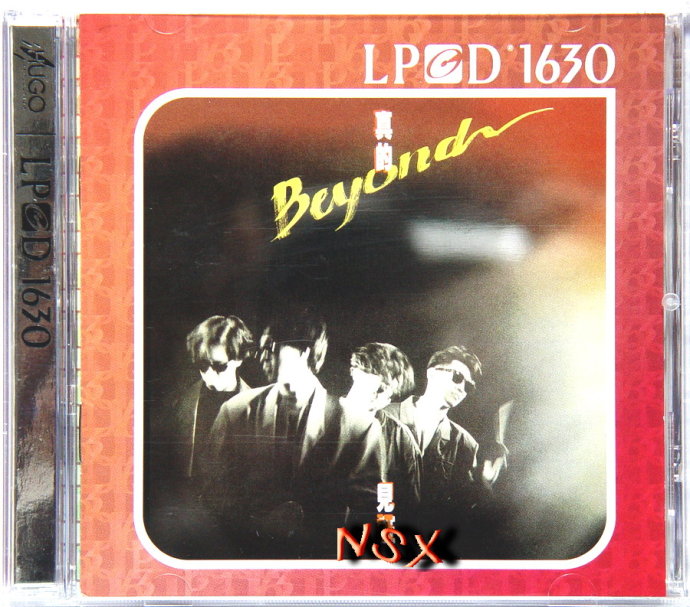 HUGO LPCD 1630
LPCD®1630
真的
Beyond
見
NSX